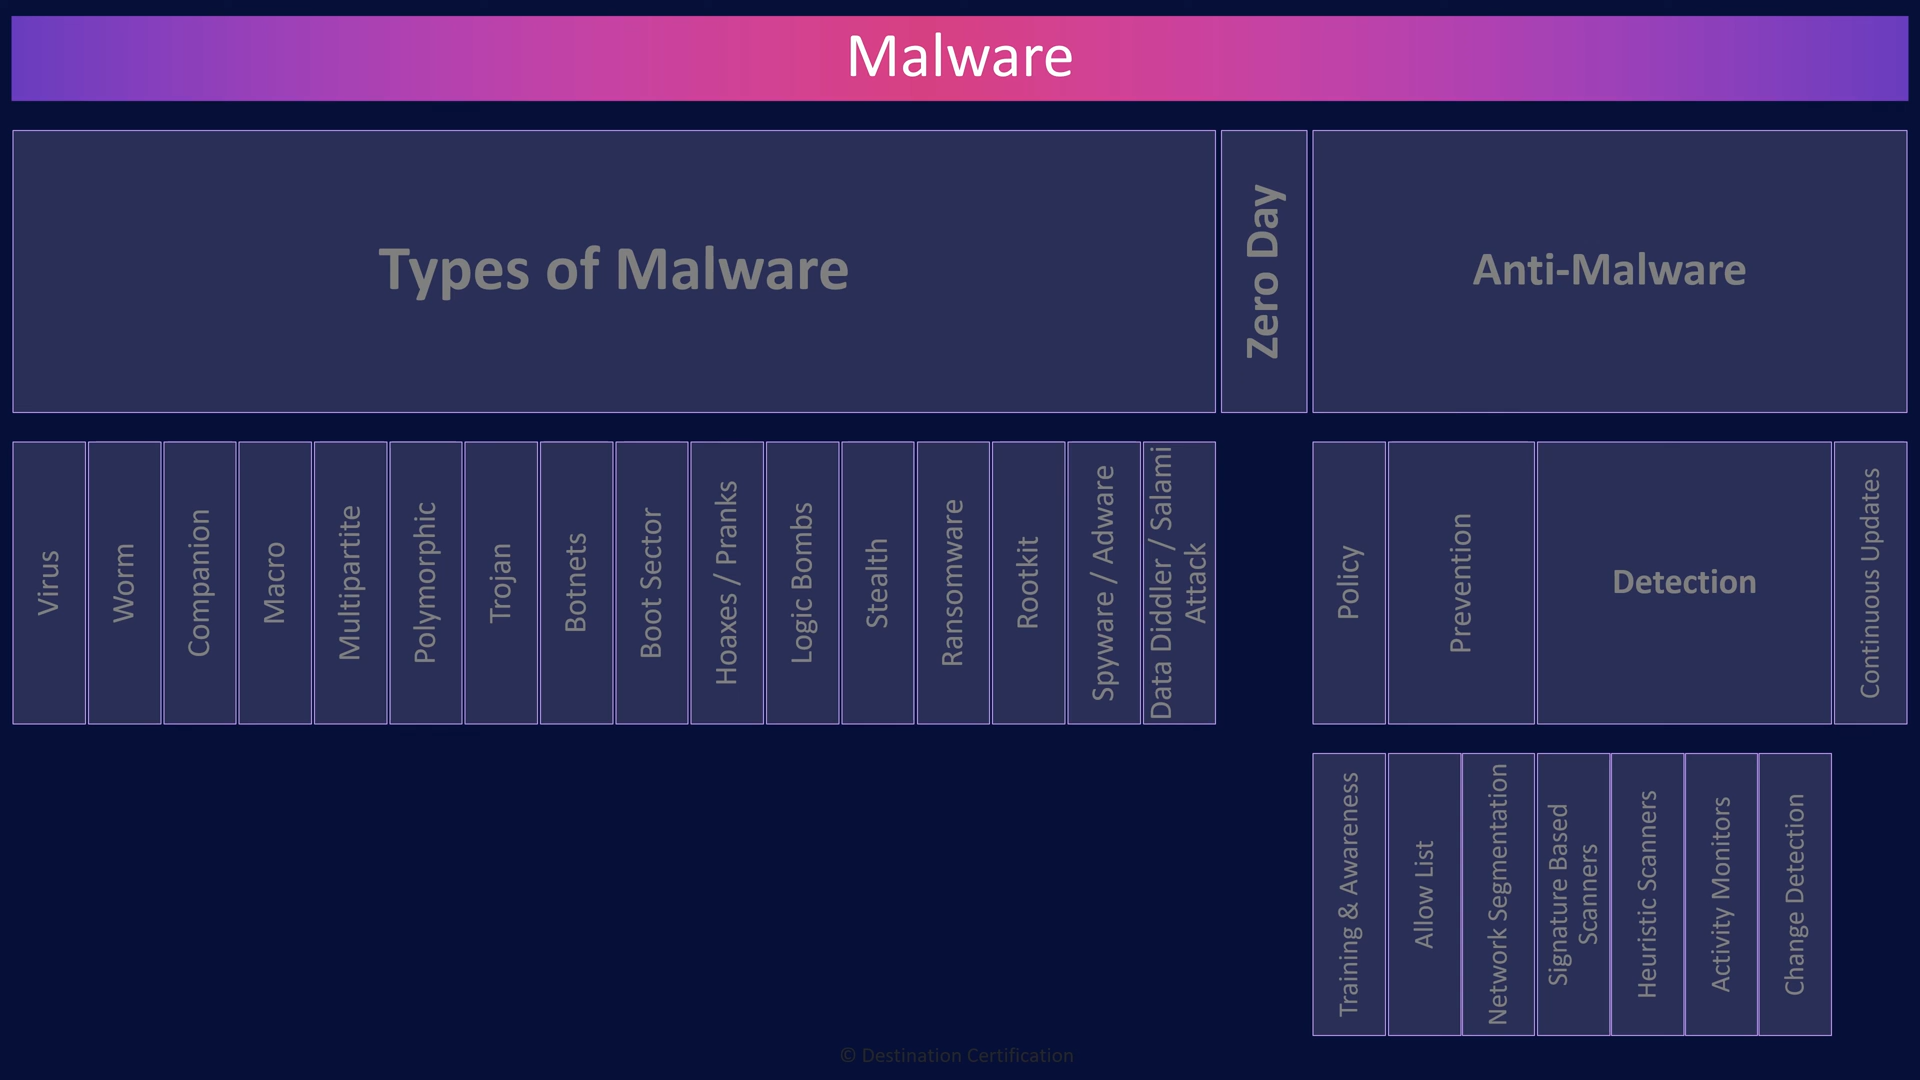 Malware
Types of Malware
Zero Day
Anti-Malware
Virus
Worm
Companion
Macro
Multipartite
Polymorphic
Trojan
Botnets
Boot Sector
Hoaxes / Pranks
Logic Bombs
Stealth
Ransomware
Rootkit
Spyware / Adware
Data Diddler / Salami
Attack
Policy
Prevention
Detection
Continuous Updates
Training & Awareness
Allow List
Network Segmentation
Signature Based
Scanners
Heuristic Scanners
Activity Monitors
Change Detection
© Destination Certification